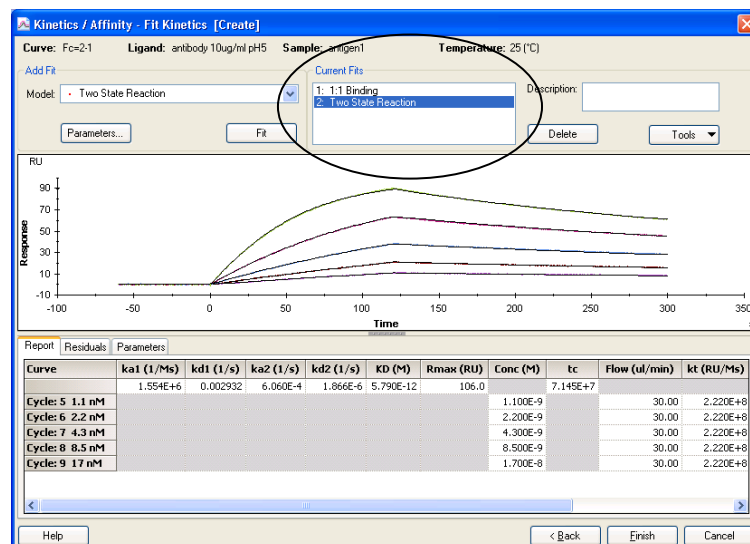 Kinetics / Affinity - Fit Kinetics [Create]
Curve: Fc=2-1 Ligand: antibody 10ug/ml pH5 Sample: antigen1 Temperature: 25 (°C)
Add Fit Current Fits
Model: Two State Reaction 1: 1:1 Binding Description:
2: Two State Reaction
Parameters... Fit Delete Tools
RU
90
70
50
30
10
-10
Response
-100 -50 0 50 100 150 200 250 300 350
Time s
Report Residuals Parameters
Curve ka1 (1/Ms) kd1 (1/s) ka2 (1/s) kd2 (1/s) KD (M) Rmax (RU) Conc (M) tc Flow (ul/min) kt (RU/Ms)
1.554E+6 0.002932 6.060E-4 1.866E-6 5.790E-12 106.0 7.145E+7
Cycle: 5 1.1 nM 1.100E-9 30.00 2.220E+8
Cycle: 6 2.2 nM 2.200E-9 30.00 2.220E+8
Cycle: 7 4.3 nM 4.300E-9 30.00 2.220E+8
Cycle: 8 8.5 nM 8.500E-9 30.00 2.220E+8
Cycle: 9 17 nM 1.700E-8 30.00 2.220E+8
Help < Back Finish Cancel